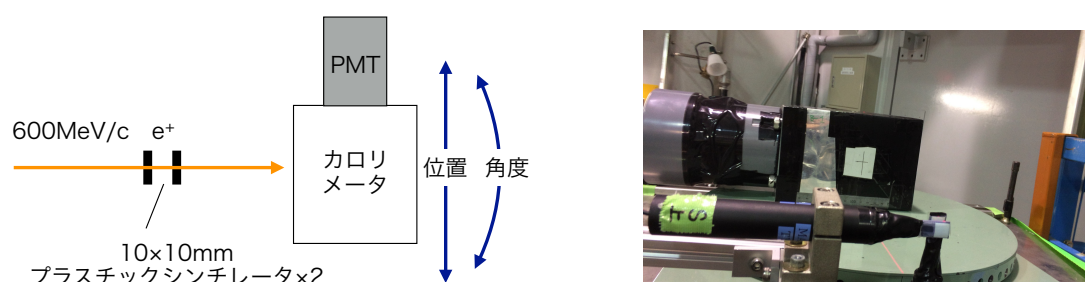 PMT
600MeV/c e⁺
カロリ
メータ
位置 角度
10×10mm
プラスチックシンチレータ×2